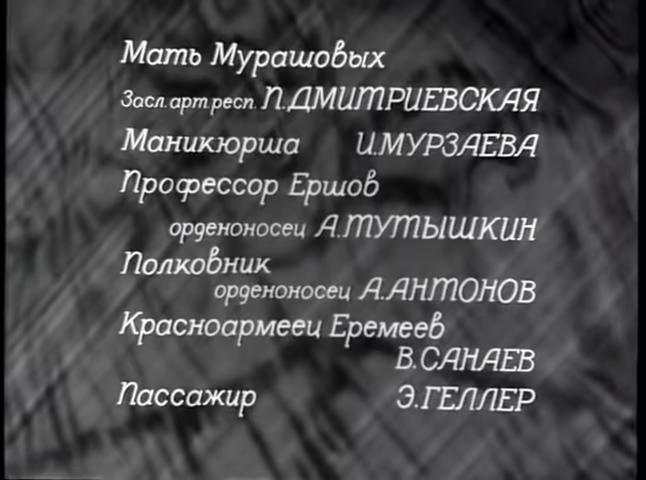 Мать Мурашовых
Засл.арт.респ. Л.ДМИТРИЕВСКАЯ
Маникюрша И.МУРЗАЕВА
Профессор Ершов
орденоносец А.ТУТЫШКИН
Полковник
орденоносец А.АНТОНОВ
Красноармеец Еремеев
В.САНАЕВ
Пассажир Э.ГЕЛЛЕР